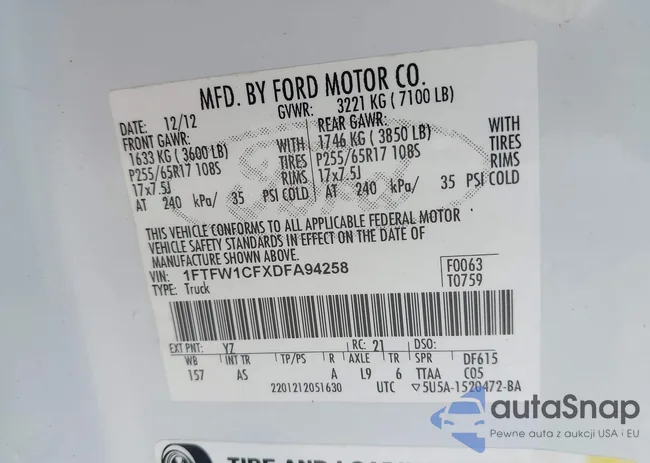 MFD. BY FORD MOTOR CO.
DATE: 12/12 GVWR: 3221 KG ( 7100 LB)
FRONT GAWR: REAR GAWR: WITH
1633 KG ( 3600 LB) WITH 1746 KG ( 3850 LB) TIRES
P255/65R17 108S TIRES P255/65R17 108S RIMS
17x7.5J RIMS 17x7.5J
AT 240 kPa/ 35 PSI COLD AT 240 kPa/ 35 PSI COLD
THIS VEHICLE CONFORMS TO ALL APPLICABLE FEDERAL MOTOR
VEHICLE SAFETY STANDARDS IN EFFECT ON THE DATE OF
MANUFACTURE SHOWN ABOVE.
VIN: 1FTFW1CFXDFA94258 F0063
TYPE: Truck T0759
EXT PNT: YZ RC: 21 DSO:
WB INT TR TP/PS R AXLE TR SPR DF615
157 AS A L9 6 TTAA C05
2201212051630 UTC ▽5U5A-1520472-BA
autaSnap
Pewne auta z aukcji USA i EU